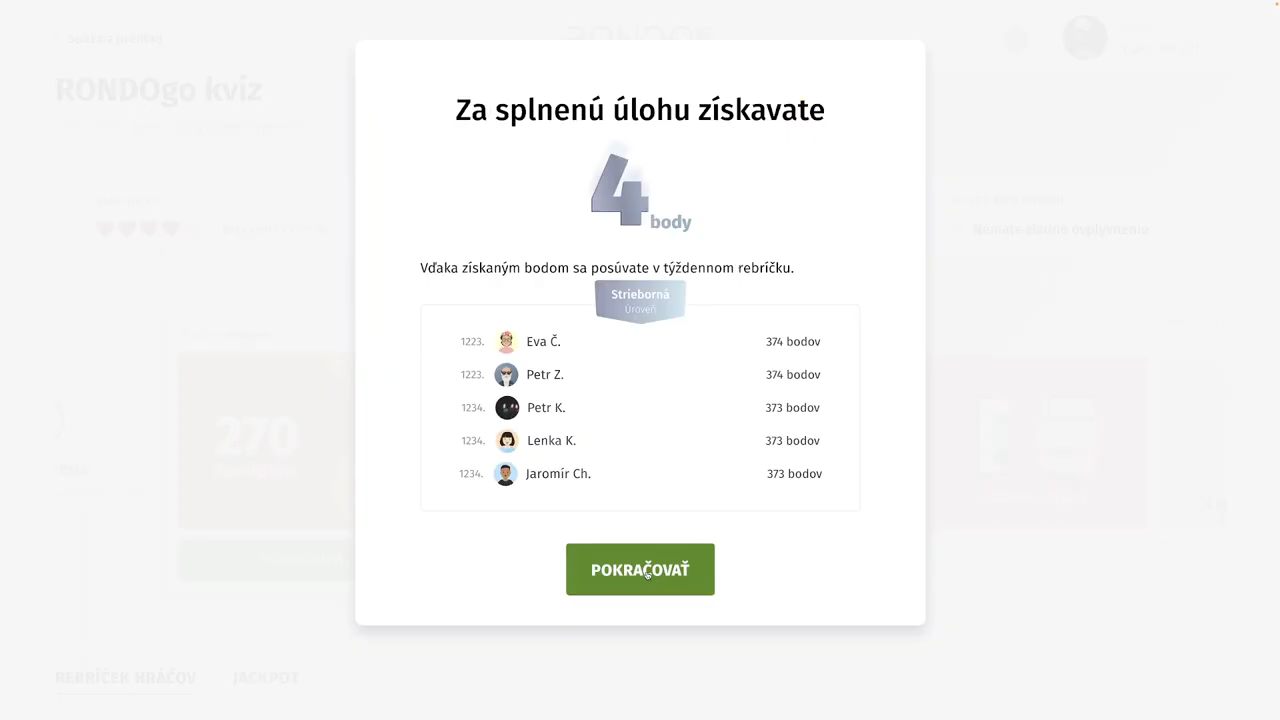 RONDOgo kvíz
Za splnenú úlohu získavate
4 body
Vďaka získaným bodom sa posúvate v týždennom rebríčku.
Strieborná
Úroveň
1223. Eva Č. 374 bodov
1223. Petr Z. 374 bodov
1234. Petr K. 373 bodov
1234. Lenka K. 373 bodov
1234. Jaromír Ch. 373 bodov
270
POKRAČOVAŤ
REBRÍČEK HRÁČOV JACKPOT